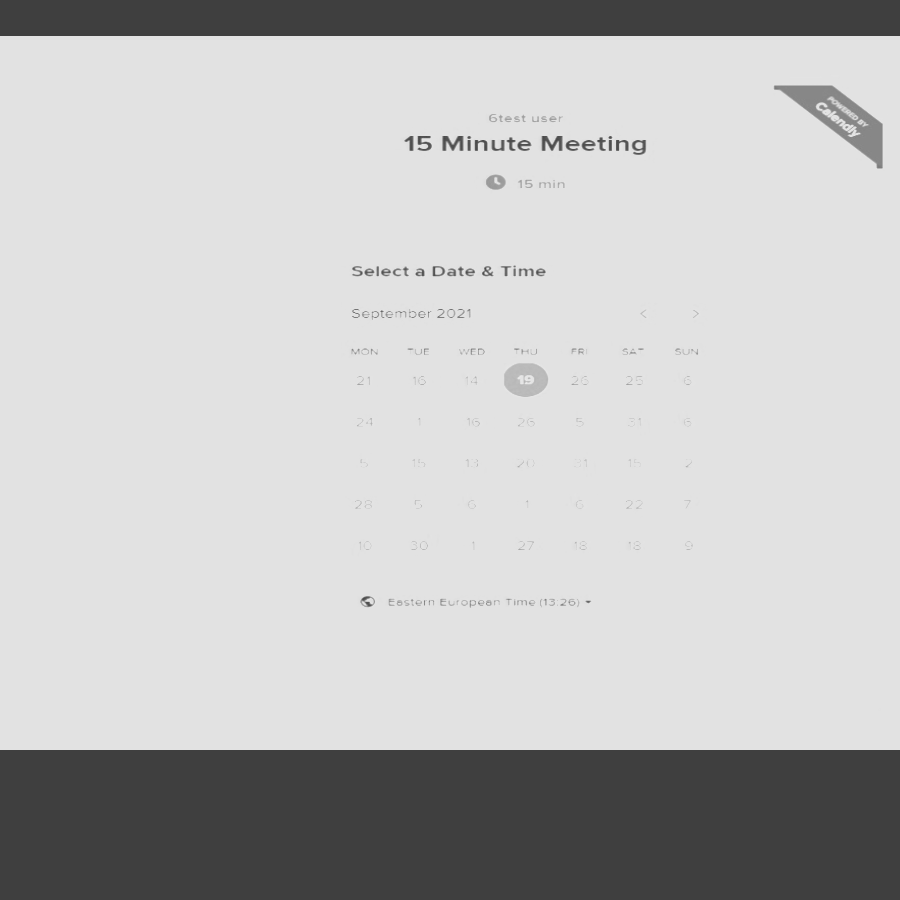 POWERED BY
Calendly
6test user
15 Minute Meeting
15 min
Select a Date & Time
September 2021 < >
MON TUE WED THU FRI SAT SUN
21 16 14 19 26 25 6
24 1 16 26 5 31 6
5 15 13 20 31 15 2
28 5 6 1 6 22 7
10 30 1 27 18 18 9
Eastern European Time (13:26)